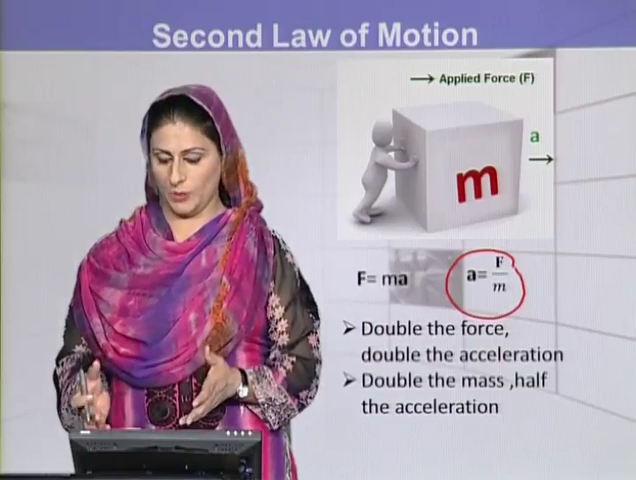 Second Law of Motion
Applied Force (F)
a
m
F= ma
a= F/m
➢ Double the force,
double the acceleration
➢ Double the mass ,half
the acceleration